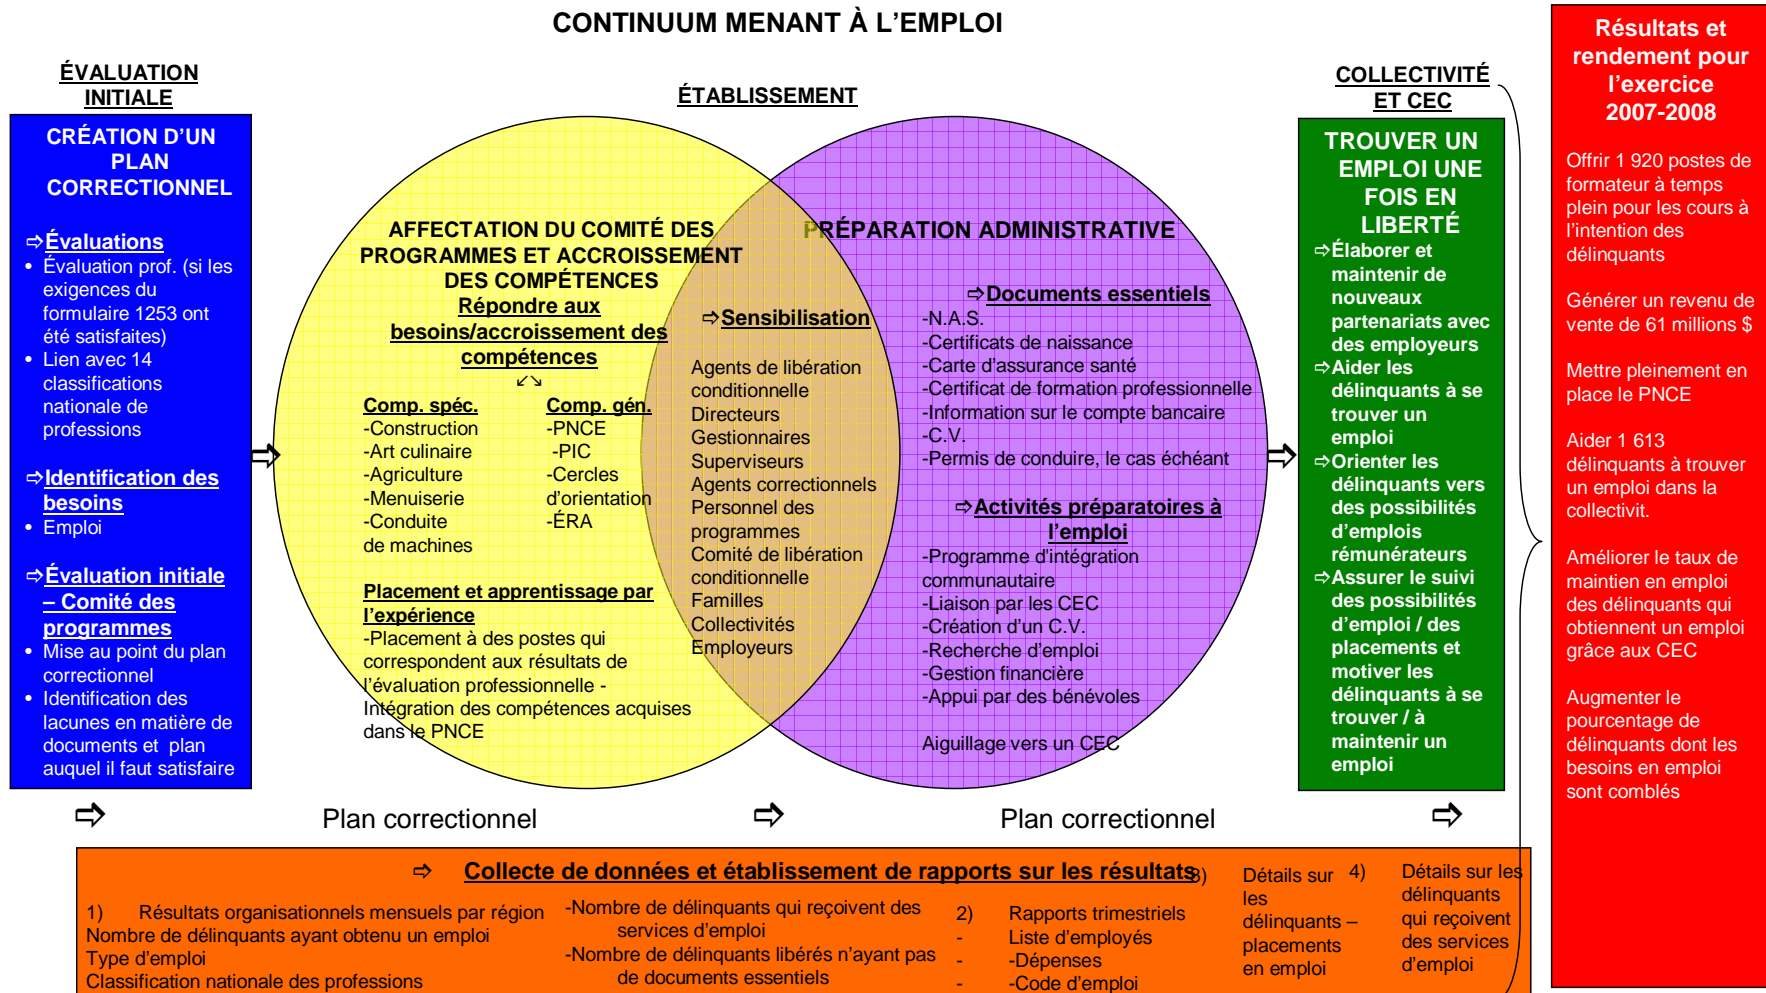 CONTINUUM MENANT À L’EMPLOI
ÉVALUATION
INITIALE
CRÉATION D’UN
PLAN
CORRECTIONNEL
⇨Évaluations
• Évaluation prof. (si les
exigences du
formulaire 1253 ont
été satisfaites)
• Lien avec 14
classifications
nationale de
professions
⇨Identification des
besoins
• Emploi
⇨Évaluation initiale
– Comité des
programmes
• Mise au point du plan
correctionnel
• Identification des
lacunes en matière de
documents et plan
auquel il faut satisfaire
ÉTABLISSEMENT
AFFECTATION DU COMITÉ DES
PROGRAMMES ET ACCROISSEMENT
DES COMPÉTENCES
Répondre aux
besoins/accroissement des
compétences
↙↘
Comp. spéc.
-Construction
-Art culinaire
-Agriculture
-Menuiserie
-Conduite
de machines
Comp. gén.
-PNCE
-PIC
-Cercles
d’orientation
-ÉRA
Placement et apprentissage par
l’expérience
-Placement à des postes qui
correspondent aux résultats de
l’évaluation professionnelle -
Intégration des compétences acquises
dans le PNCE
⇨Sensibilisation
Agents de libération
conditionnelle
Directeurs
Gestionnaires
Superviseurs
Agents correctionnels
Personnel des
programmes
Comité de libération
conditionnelle
Familles
Collectivités
Employeurs
PRÉPARATION ADMINISTRATIVE
⇨Documents essentiels
-N.A.S.
-Certificats de naissance
-Carte d’assurance santé
-Certificat de formation professionnelle
-Information sur le compte bancaire
-C.V.
-Permis de conduire, le cas échéant
⇨Activités préparatoires à
l’emploi
-Programme d'intégration
communautaire
-Liaison par les CEC
-Création d’un C.V.
-Recherche d’emploi
-Gestion financière
-Appui par des bénévoles
Aiguillage vers un CEC
COLLECTIVITÉ
ET CEC
TROUVER UN
EMPLOI UNE
FOIS EN
LIBERTÉ
⇨Élaborer et
maintenir de
nouveaux
partenariats avec
des employeurs
⇨Aider les
délinquants à se
trouver un
emploi
⇨Orienter les
délinquants vers
des possibilités
d’emplois
rémunérateurs
⇨Assurer le suivi
des possibilités
d’emploi / des
placements et
motiver les
délinquants à se
trouver / à
maintenir un
emploi
Résultats et
rendement pour
l’exercice
2007-2008
Offrir 1 920 postes de
formateur à temps
plein pour les cours à
l’intention des
délinquants
Générer un revenu de
vente de 61 millions $
Mettre pleinement en
place le PNCE
Aider 1 613
délinquants à trouver
un emploi dans la
collectivit.
Améliorer le taux de
maintien en emploi
des délinquants qui
obtiennent un emploi
grâce aux CEC
Augmenter le
pourcentage de
délinquants dont les
besoins en emploi
sont comblés
⇨ Plan correctionnel ⇨ Plan correctionnel ⇨
⇨ Collecte de données et établissement de rapports sur les résultats
1) Résultats organisationnels mensuels par région
Nombre de délinquants ayant obtenu un emploi
Type d’emploi
Classification nationale des professions
-Nombre de délinquants qui reçoivent des
services d’emploi
-Nombre de délinquants libérés n’ayant pas
de documents essentiels
2) Rapports trimestriels
- Liste d’employés
- -Dépenses
- -Code d’emploi
3) Détails sur
les
délinquants –
placements
en emploi
4) Détails sur les
délinquants
qui reçoivent
des services
d’emploi